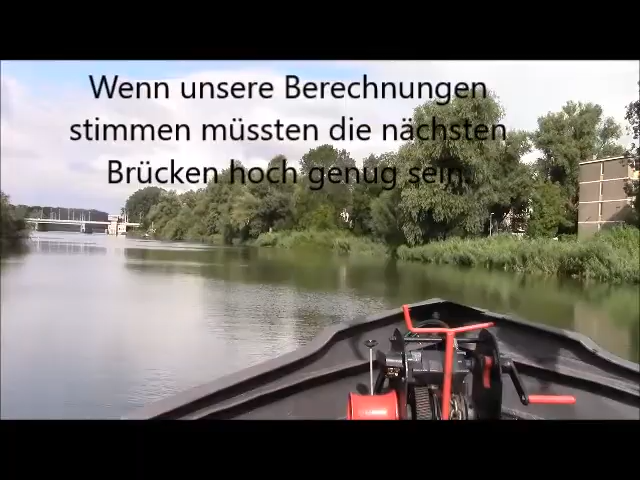 Wenn unsere Berechnungen
stimmen müssten die nächsten
Brücken hoch genug sein.